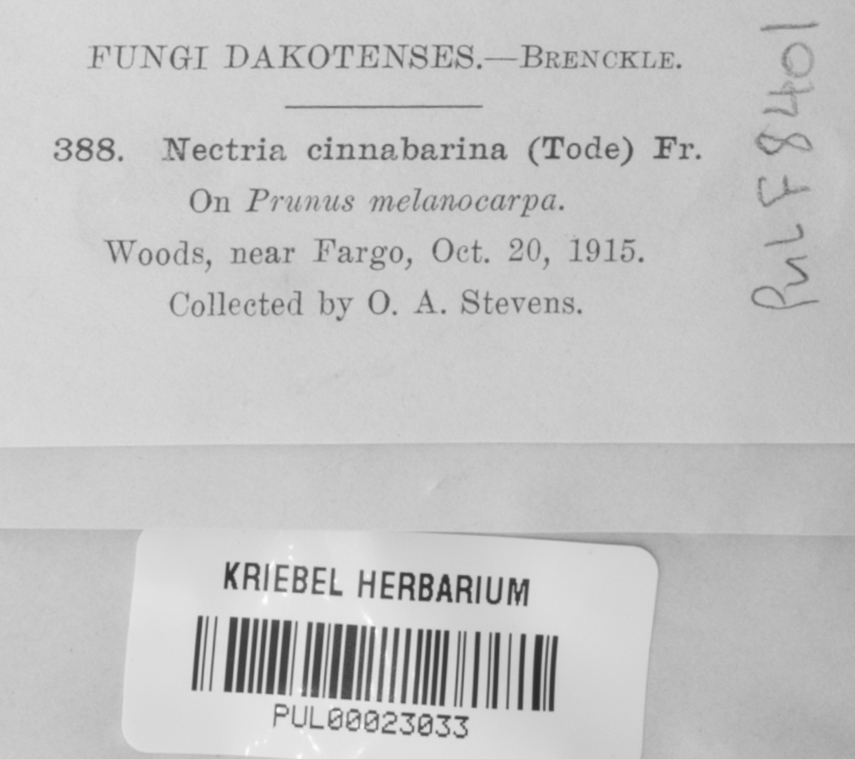 FUNGI DAKOTENSES.—BRENCKLE.
388. Nectria cinnabarina (Tode) Fr.
On Prunus melanocarpa.
Woods, near Fargo, Oct. 20, 1915.
Collected by O. A. Stevens.
PuL F8401
KRIEBEL HERBARIUM
PUL00023033